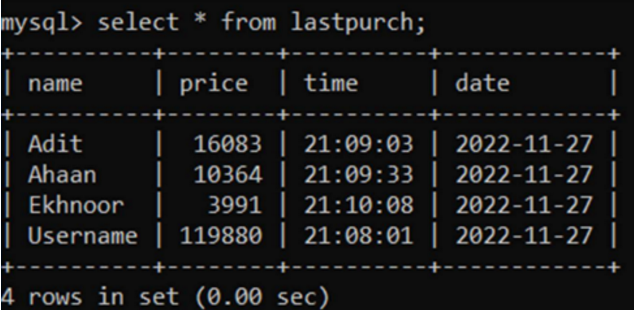 mysql> select * from lastpurch;
+----------+--------+----------+------------+
| name     | price  | time     | date       |
+----------+--------+----------+------------+
| Adit     |  16083 | 21:09:03 | 2022-11-27 |
| Ahaan    |  10364 | 21:09:33 | 2022-11-27 |
| Ekhnoor  |   3991 | 21:10:08 | 2022-11-27 |
| Username | 119880 | 21:08:01 | 2022-11-27 |
+----------+--------+----------+------------+
4 rows in set (0.00 sec)